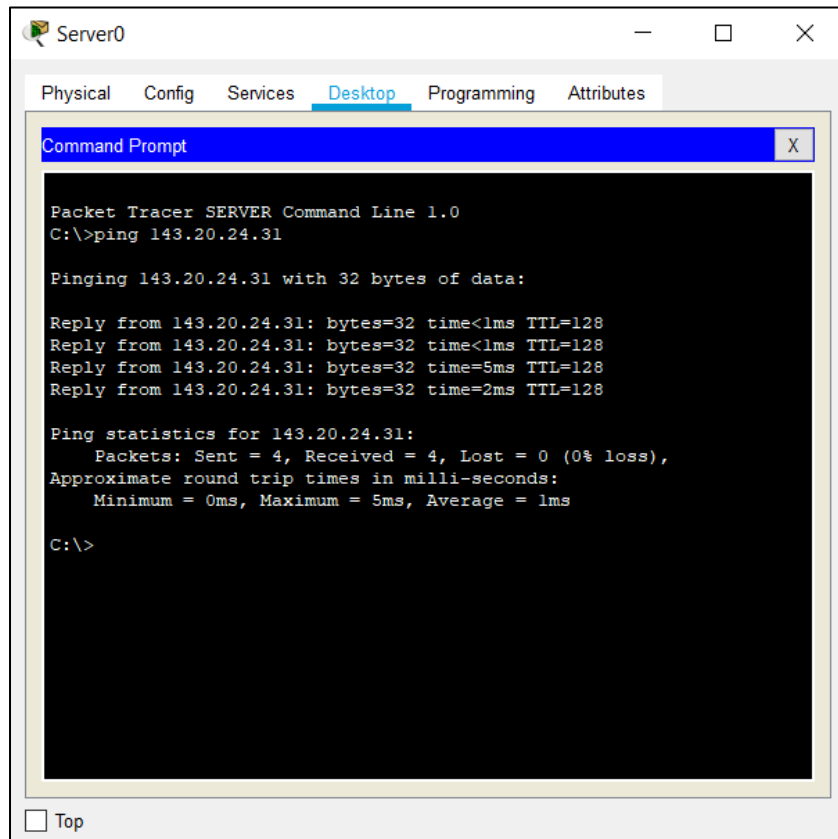 Server0
Physical Config Services Desktop Programming Attributes
Command Prompt X
Packet Tracer SERVER Command Line 1.0
C:\>ping 143.20.24.31
Pinging 143.20.24.31 with 32 bytes of data:
Reply from 143.20.24.31: bytes=32 time<1ms TTL=128
Reply from 143.20.24.31: bytes=32 time<1ms TTL=128
Reply from 143.20.24.31: bytes=32 time=5ms TTL=128
Reply from 143.20.24.31: bytes=32 time=2ms TTL=128
Ping statistics for 143.20.24.31:
    Packets: Sent = 4, Received = 4, Lost = 0 (0% loss),
Approximate round trip times in milli-seconds:
    Minimum = 0ms, Maximum = 5ms, Average = 1ms
C:\>
Top